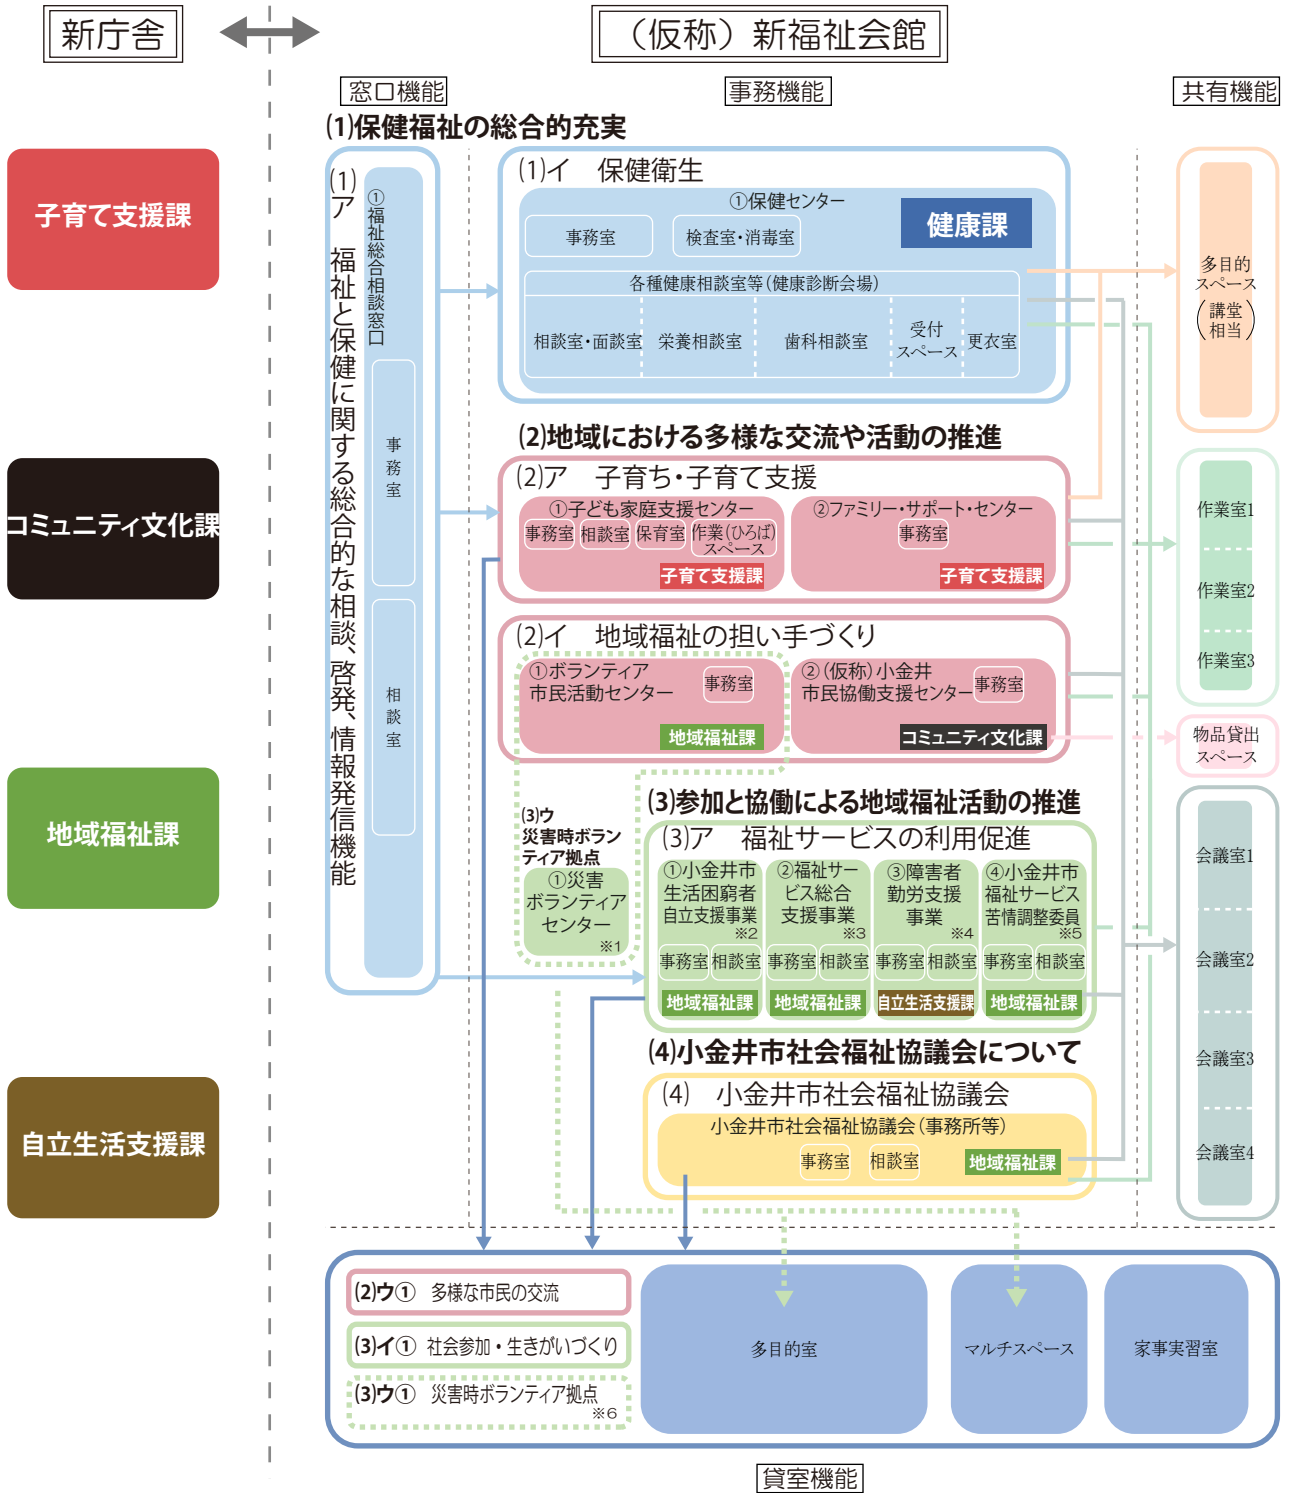 新庁舎
（仮称）新福祉会館
窓口機能
事務機能
共有機能
(1)保健福祉の総合的充実
子育て支援課
コミュニティ文化課
地域福祉課
自立生活支援課
(1)ア 福祉と保健に関する総合的な相談、啓発、情報発信機能
①福祉総合相談窓口
事務室
相談室
(1)イ 保健衛生
①保健センター
事務室
検査室・消毒室
健康課
各種健康相談室等(健康診断会場)
相談室・面談室
栄養相談室
歯科相談室
受付
スペース
更衣室
(2)地域における多様な交流や活動の推進
(2)ア 子育ち・子育て支援
①子ども家庭支援センター
事務室
相談室
保育室
作業(ひろば)
スペース
子育て支援課
②ファミリー・サポート・センター
事務室
子育て支援課
(2)イ 地域福祉の担い手づくり
①ボランティア
市民活動センター
事務室
地域福祉課
②(仮称)小金井
市民協働支援センター
事務室
コミュニティ文化課
(3)ウ
災害時ボラン
ティア拠点
①災害
ボランティア
センター
※1
(3)参加と協働による地域福祉活動の推進
(3)ア 福祉サービスの利用促進
①小金井市
生活困窮者
自立支援事業
※2
事務室
相談室
地域福祉課
②福祉サー
ビス総合
支援事業
※3
事務室
相談室
地域福祉課
③障害者
勤労支援
事業
※4
事務室
相談室
自立生活支援課
④小金井市
福祉サービス
苦情調整委員
※5
事務室
相談室
地域福祉課
(4)小金井市社会福祉協議会について
(4) 小金井市社会福祉協議会
小金井市社会福祉協議会(事務所等)
事務室
相談室
地域福祉課
多目的
スペース
(講堂
相当)
作業室1
作業室2
作業室3
物品貸出
スペース
会議室1
会議室2
会議室3
会議室4
(2)ウ① 多様な市民の交流
(3)イ① 社会参加・生きがいづくり
(3)ウ① 災害時ボランティア拠点
※6
多目的室
マルチスペース
家事実習室
貸室機能